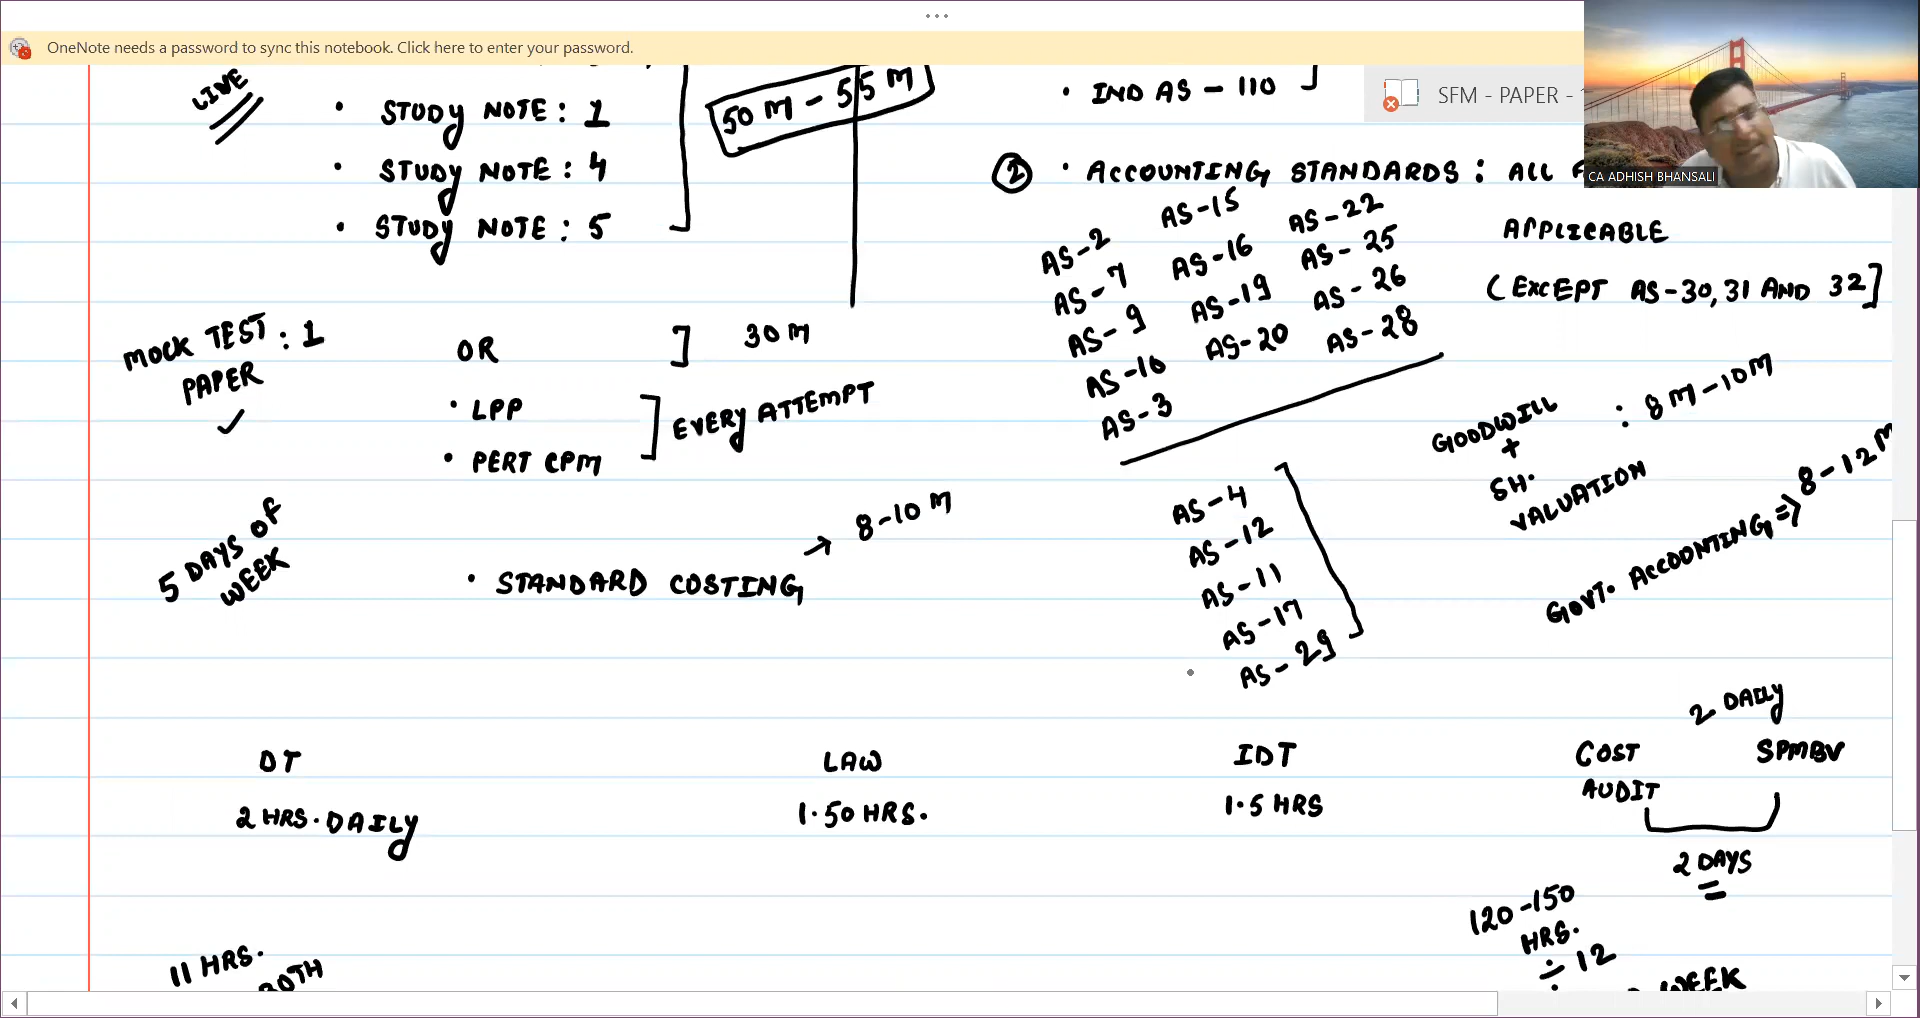 OneNote needs a password to sync this notebook. Click here to enter your password.
LIVE
• STUDY NOTE : 1
• STUDY NOTE : 4
• STUDY NOTE : 5
50 M - 55 M
• IND AS - 110
SFM - PAPER -
CA ADHISH BHANSALI
2 • ACCOUNTING STANDARDS : ALL
APPLICABLE
(EXCEPT AS-30, 31 AND 32]
AS-2
AS-7
AS-9
AS-10
AS-3
AS-15
AS-16
AS-19
AS-20
AS-22
AS-25
AS-26
AS-28
MOCK TEST : 1
PAPER
OR ] 30 M
• LPP
• PERT CPM
] EVERY ATTEMPT
AS-4
AS-12
AS-11
AS-17
AS-29
GOODWILL
+
SH.
VALUATION
: 8 M - 10 M
GOVT. ACCOONTING => 8-12 M
5 DAYS OF
WEEK
• STANDARD COSTING → 8-10 M
2 DAILY
DT
2 HRS. DAILY
LAW
1.50 HRS.
IDT
1.5 HRS
COST
AUDIT
SPMBV
2 DAYS
11 HRS.
BOTH
120-150
HRS.
÷ 12
WEEK